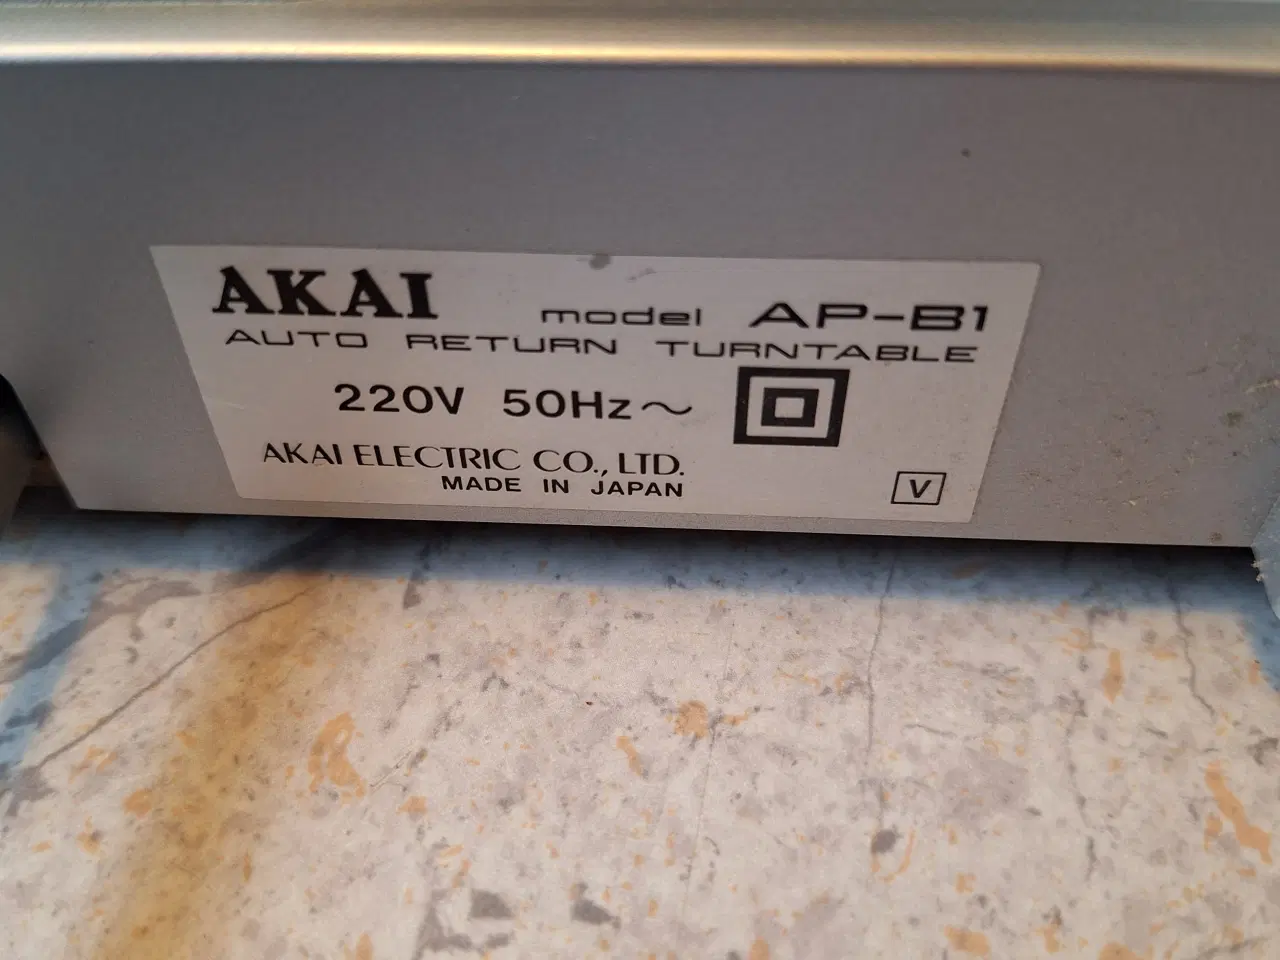 AKAI model AP-B1
AUTO RETURN TURNTABLE
220V 50Hz~
AKAI ELECTRIC CO., LTD.
MADE IN JAPAN
V